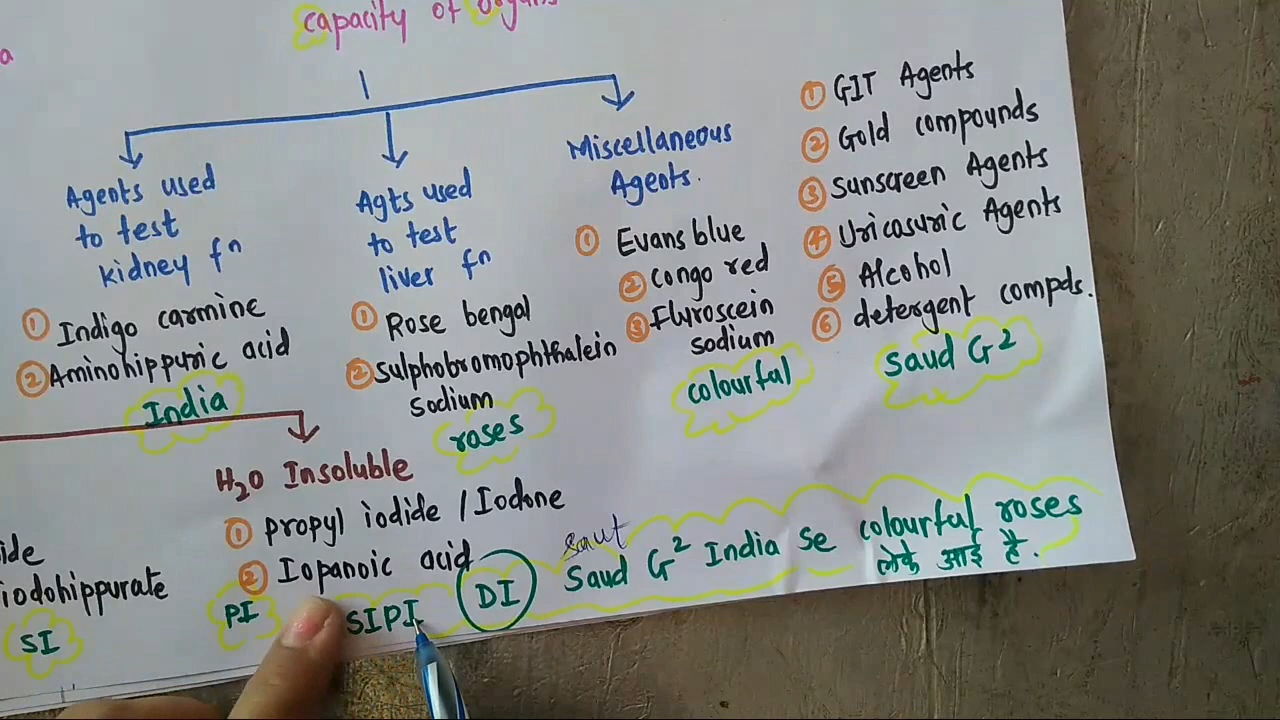 capacity of organs
a
Agents used
to test
kidney fⁿ
① Indigo carmine
② Aminohippuric acid
India
Agts used
to test
liver fⁿ
① Rose bengal
② Sulphobromophthalein
sodium
roses
Miscellaneous
Agents.
① Evans blue
② Congo red
③ Flyroscein
sodium
colourful
① GIT Agents
② Gold compounds
③ Sunscreen Agents
④ Uricosuric Agents
⑤ Alcohol
⑥ detergent compds.
Saud G²
ide
iodohippurate
SI
H₂O Insoluble
① propyl iodide / Iodone
② Iopanoic acid
PI
SIPI
DI
saut
Saud G² India se colourful roses
लेके आई है.